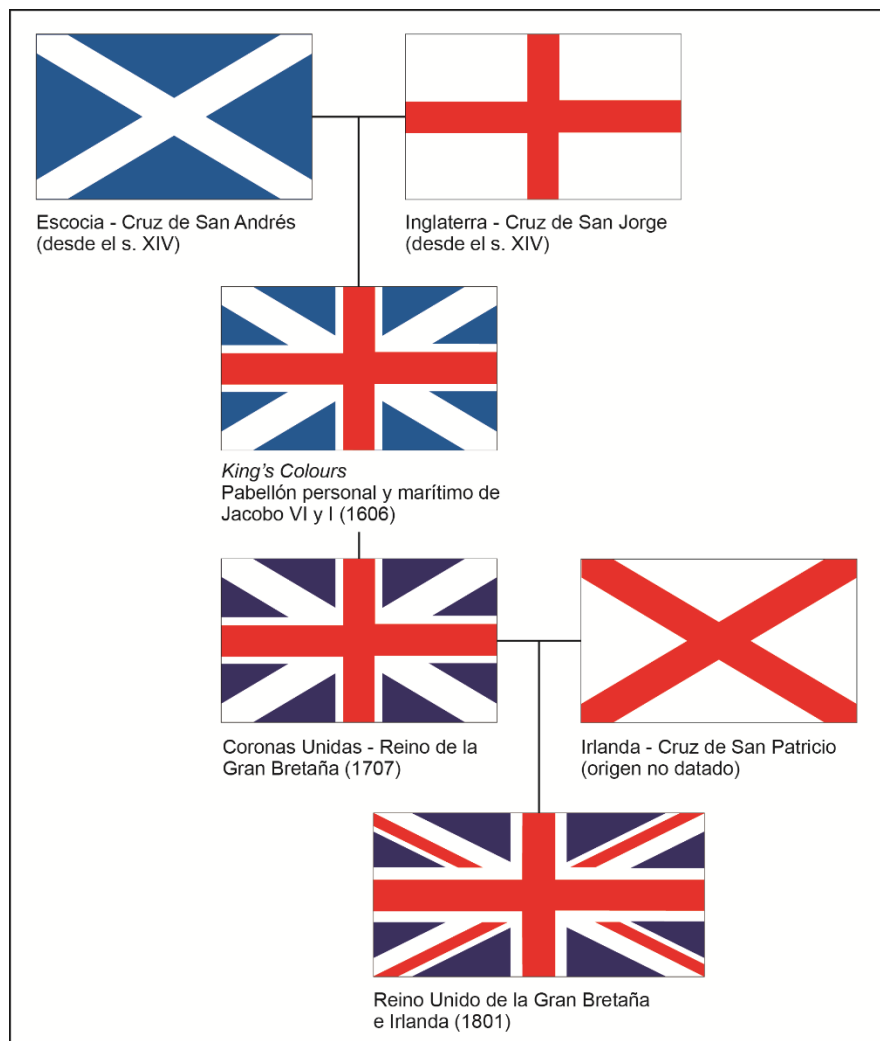 Escocia - Cruz de San Andrés
(desde el s. XIV)
Inglaterra - Cruz de San Jorge
(desde el s. XIV)
King's Colours
Pabellón personal y marítimo de
Jacobo VI y I (1606)
Coronas Unidas - Reino de la
Gran Bretaña (1707)
Irlanda - Cruz de San Patricio
(origen no datado)
Reino Unido de la Gran Bretaña
e Irlanda (1801)